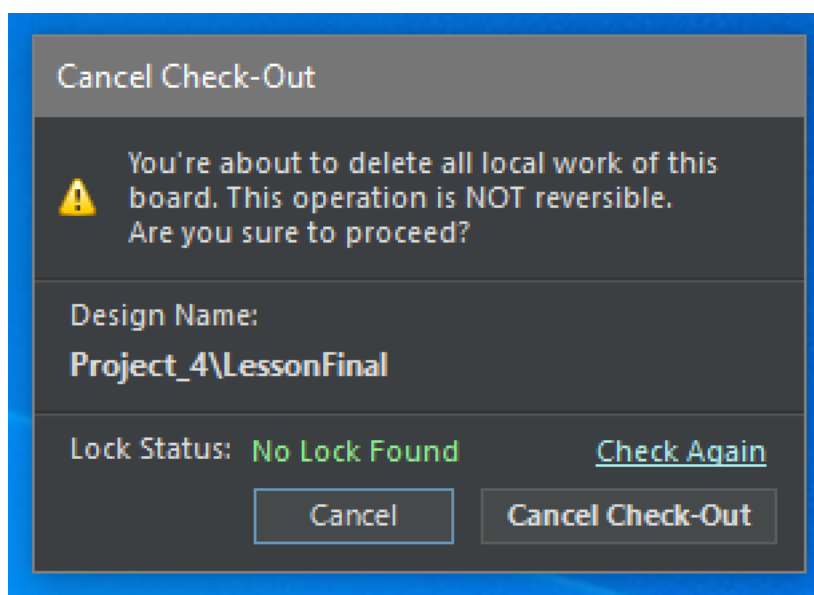 Cancel Check-Out
You're about to delete all local work of this
board. This operation is NOT reversible.
Are you sure to proceed?
Design Name:
Project_4\LessonFinal
Lock Status: No Lock Found Check Again
Cancel Cancel Check-Out